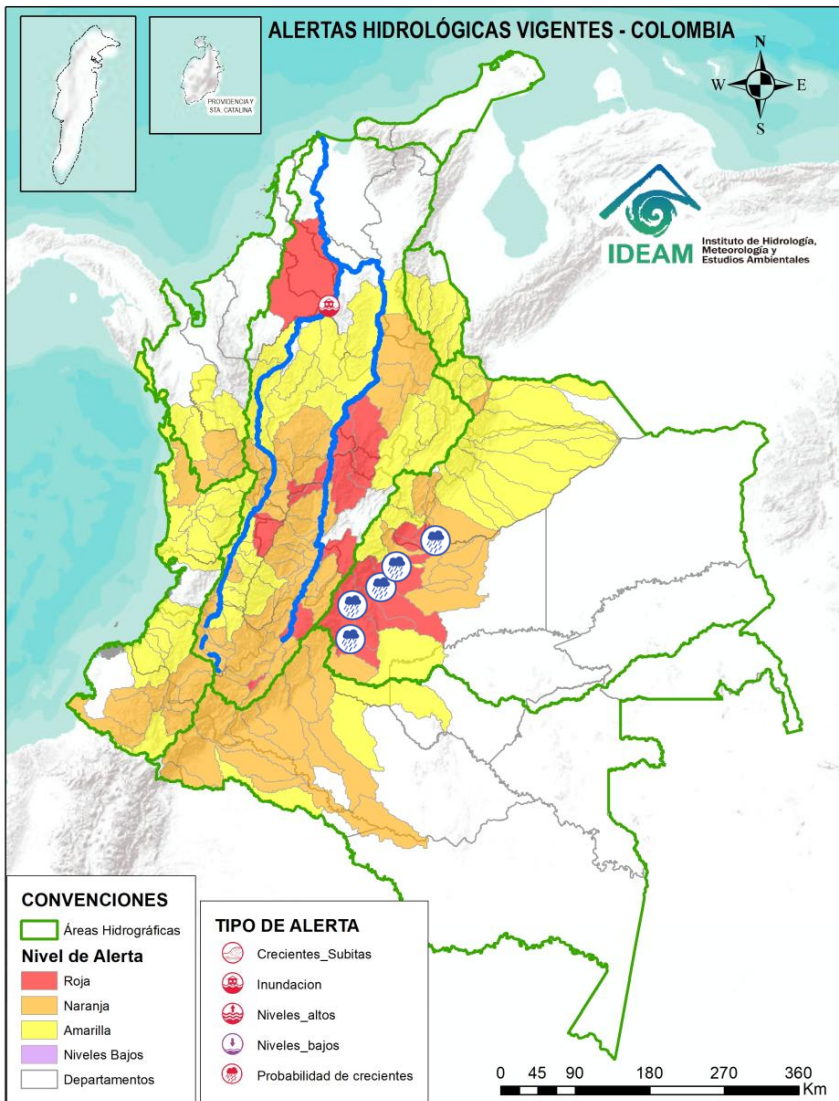 ALERTAS HIDROLÓGICAS VIGENTES - COLOMBIA
PROVIDENCIA Y
STA. CATALINA
N
W
E
S
IDEAM
Instituto de Hidrología,
Meteorología y
Estudios Ambientales
CONVENCIONES
Áreas Hidrográficas
Nivel de Alerta
Roja
Naranja
Amarilla
Niveles Bajos
Departamentos
TIPO DE ALERTA
Crecientes_Subitas
Inundacion
Niveles_altos
Niveles_bajos
Probabilidad de crecientes
0 45 90 180 270 360
Km